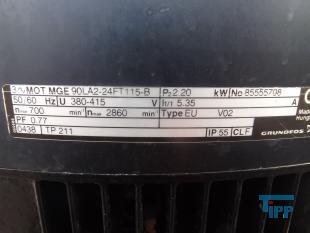 3∿MOT MGE 90LA2-24FT115-B P₂ 2.20 kW No 85555708
50/60 Hz U 380-415 V I1/1 5.35 A
nmin 700 min⁻¹ nmax 2860 min⁻¹ Type EU V02
PF 0.77
0438 TP 211 IP 55 CL F
GRUNDFOS
TIPP